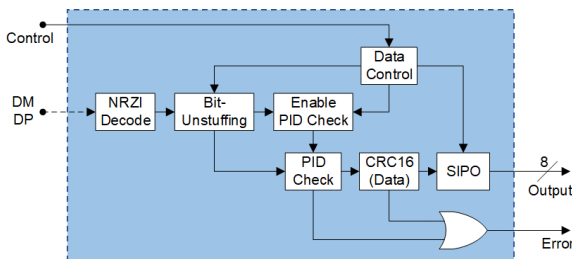 Control
Data
Control
DM
DP
NRZI
Decode
Bit-
Unstuffing
Enable
PID Check
PID
Check
CRC16
(Data)
SIPO
8
Output
Error